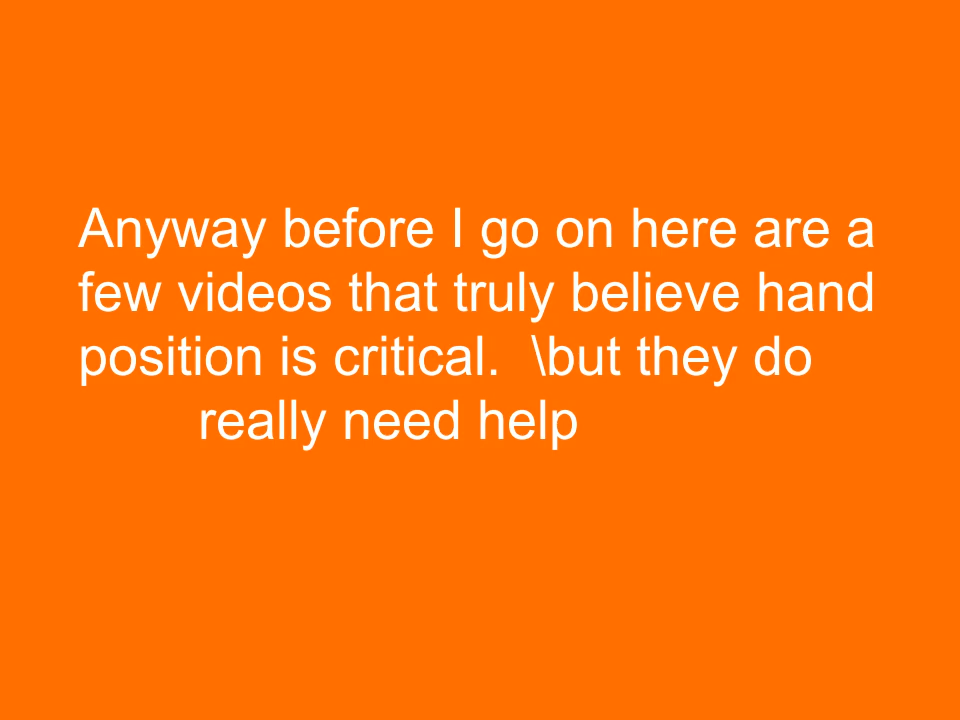 Anyway before I go on here are a
few videos that truly believe hand
position is critical.  \but they do
really need help